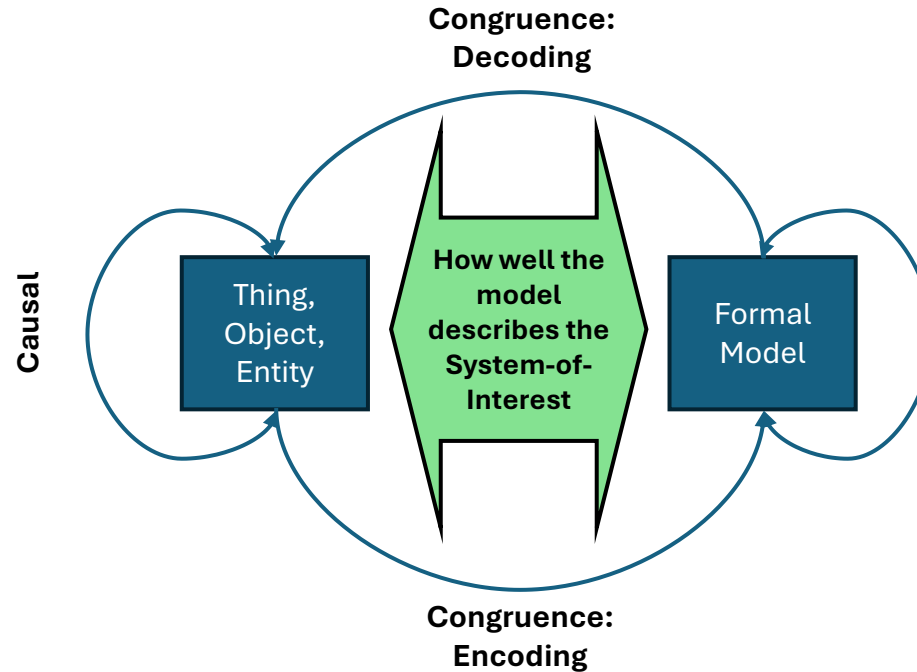 Congruence:
Decoding
Causal
Thing,
Object,
Entity
How well the
model
describes the
System-of-
Interest
Formal
Model
Congruence:
Encoding